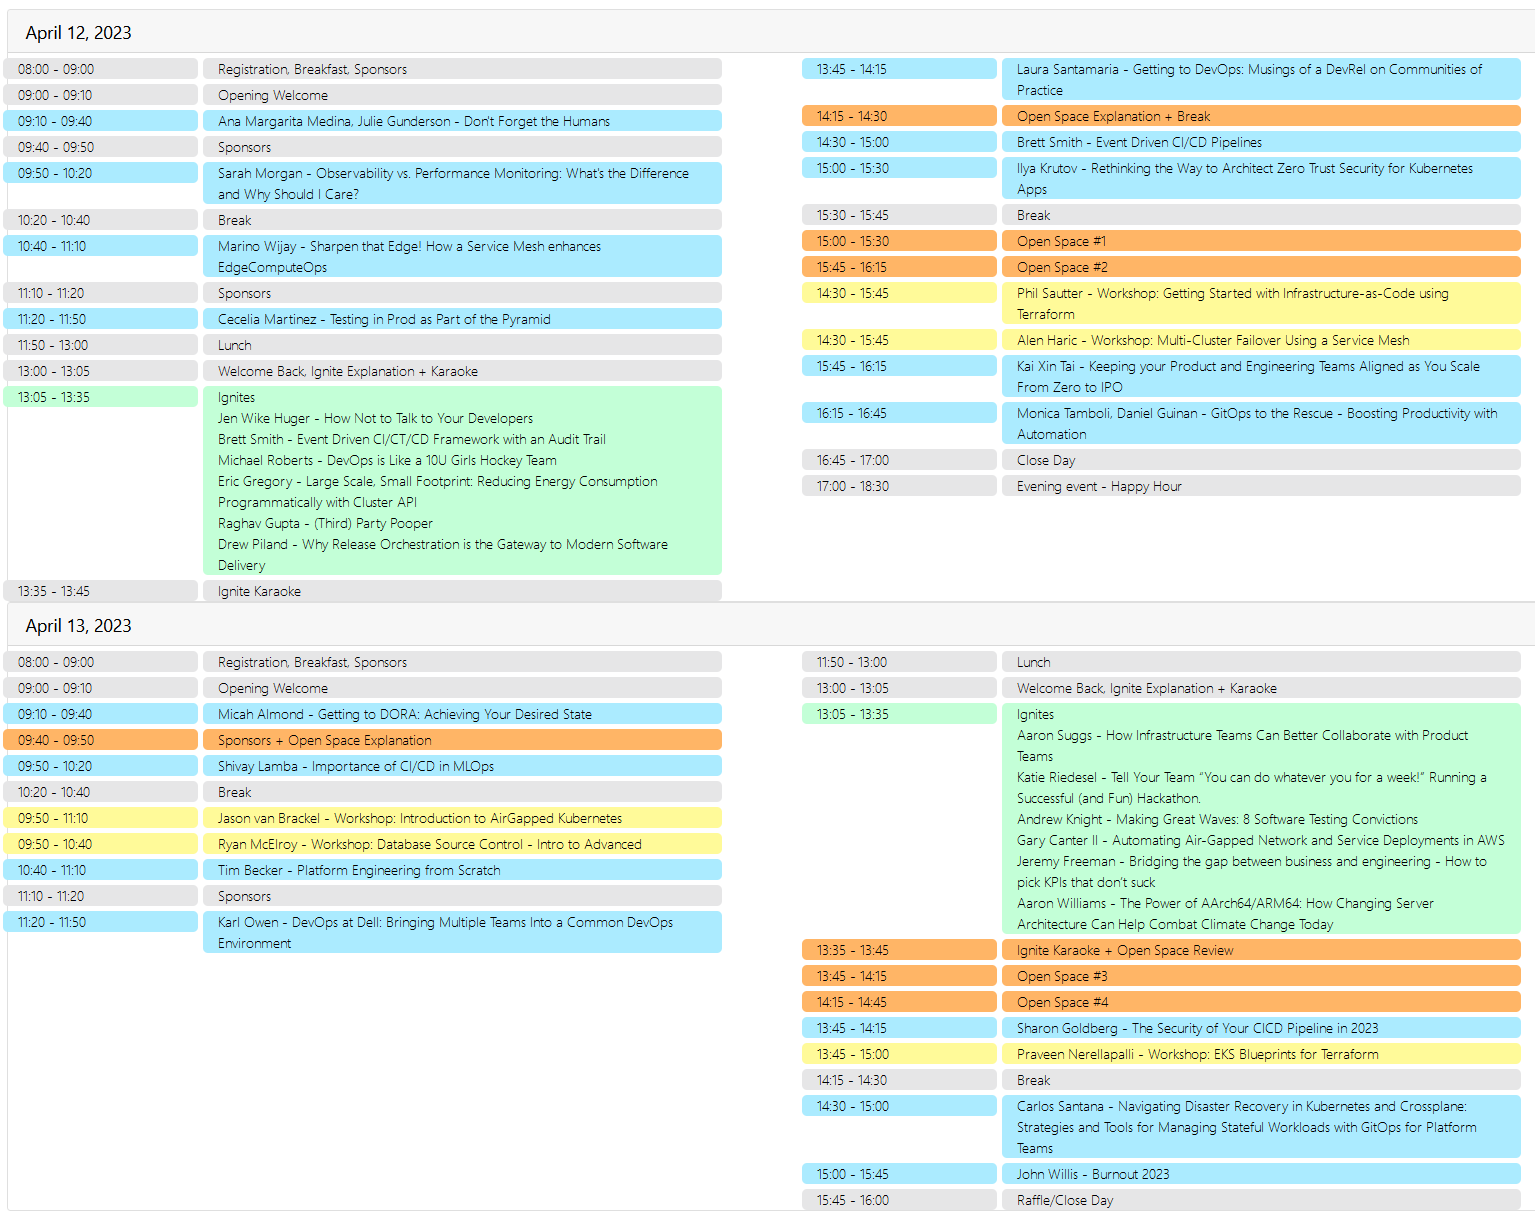 April 12, 2023
08:00 - 09:00 Registration, Breakfast, Sponsors
09:00 - 09:10 Opening Welcome
09:10 - 09:40 Ana Margarita Medina, Julie Gunderson - Don't Forget the Humans
09:40 - 09:50 Sponsors
09:50 - 10:20 Sarah Morgan - Observability vs. Performance Monitoring: What's the Difference
and Why Should I Care?
10:20 - 10:40 Break
10:40 - 11:10 Marino Wijay - Sharpen that Edge! How a Service Mesh enhances
EdgeComputeOps
11:10 - 11:20 Sponsors
11:20 - 11:50 Cecelia Martinez - Testing in Prod as Part of the Pyramid
11:50 - 13:00 Lunch
13:00 - 13:05 Welcome Back, Ignite Explanation + Karaoke
13:05 - 13:35 Ignites
Jen Wike Huger - How Not to Talk to Your Developers
Brett Smith - Event Driven CI/CT/CD Framework with an Audit Trail
Michael Roberts - DevOps is Like a 10U Girls Hockey Team
Eric Gregory - Large Scale, Small Footprint: Reducing Energy Consumption
Programmatically with Cluster API
Raghav Gupta - (Third) Party Pooper
Drew Piland - Why Release Orchestration is the Gateway to Modern Software
Delivery
13:35 - 13:45 Ignite Karaoke
13:45 - 14:15 Laura Santamaria - Getting to DevOps: Musings of a DevRel on Communities of
Practice
14:15 - 14:30 Open Space Explanation + Break
14:30 - 15:00 Brett Smith - Event Driven CI/CD Pipelines
15:00 - 15:30 Ilya Krutov - Rethinking the Way to Architect Zero Trust Security for Kubernetes
Apps
15:30 - 15:45 Break
15:00 - 15:30 Open Space #1
15:45 - 16:15 Open Space #2
14:30 - 15:45 Phil Sautter - Workshop: Getting Started with Infrastructure-as-Code using
Terraform
14:30 - 15:45 Alen Haric - Workshop: Multi-Cluster Failover Using a Service Mesh
15:45 - 16:15 Kai Xin Tai - Keeping your Product and Engineering Teams Aligned as You Scale
From Zero to IPO
16:15 - 16:45 Monica Tamboli, Daniel Guinan - GitOps to the Rescue - Boosting Productivity with
Automation
16:45 - 17:00 Close Day
17:00 - 18:30 Evening event - Happy Hour
April 13, 2023
08:00 - 09:00 Registration, Breakfast, Sponsors
09:00 - 09:10 Opening Welcome
09:10 - 09:40 Micah Almond - Getting to DORA: Achieving Your Desired State
09:40 - 09:50 Sponsors + Open Space Explanation
09:50 - 10:20 Shivay Lamba - Importance of CI/CD in MLOps
10:20 - 10:40 Break
09:50 - 11:10 Jason van Brackel - Workshop: Introduction to AirGapped Kubernetes
09:50 - 10:40 Ryan McElroy - Workshop: Database Source Control - Intro to Advanced
10:40 - 11:10 Tim Becker - Platform Engineering from Scratch
11:10 - 11:20 Sponsors
11:20 - 11:50 Karl Owen - DevOps at Dell: Bringing Multiple Teams Into a Common DevOps
Environment
11:50 - 13:00 Lunch
13:00 - 13:05 Welcome Back, Ignite Explanation + Karaoke
13:05 - 13:35 Ignites
Aaron Suggs - How Infrastructure Teams Can Better Collaborate with Product
Teams
Katie Riedesel - Tell Your Team “You can do whatever you for a week!” Running a
Successful (and Fun) Hackathon.
Andrew Knight - Making Great Waves: 8 Software Testing Convictions
Gary Canter II - Automating Air-Gapped Network and Service Deployments in AWS
Jeremy Freeman - Bridging the gap between business and engineering - How to
pick KPIs that don’t suck
Aaron Williams - The Power of AArch64/ARM64: How Changing Server
Architecture Can Help Combat Climate Change Today
13:35 - 13:45 Ignite Karaoke + Open Space Review
13:45 - 14:15 Open Space #3
14:15 - 14:45 Open Space #4
13:45 - 14:15 Sharon Goldberg - The Security of Your CICD Pipeline in 2023
13:45 - 15:00 Praveen Nerellapalli - Workshop: EKS Blueprints for Terraform
14:15 - 14:30 Break
14:30 - 15:00 Carlos Santana - Navigating Disaster Recovery in Kubernetes and Crossplane:
Strategies and Tools for Managing Stateful Workloads with GitOps for Platform
Teams
15:00 - 15:45 John Willis - Burnout 2023
15:45 - 16:00 Raffle/Close Day